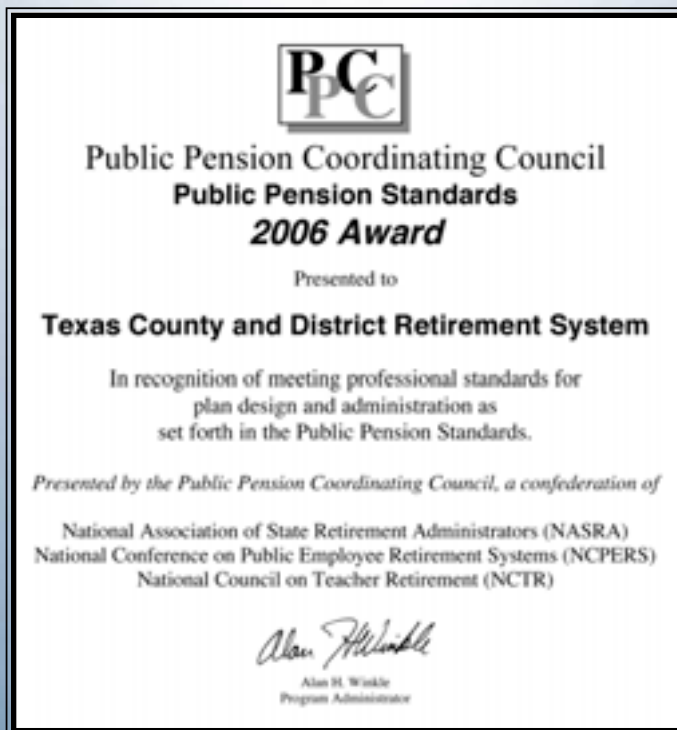 PPCC
Public Pension Coordinating Council
Public Pension Standards
2006 Award
Presented to
Texas County and District Retirement System
In recognition of meeting professional standards for
plan design and administration as
set forth in the Public Pension Standards.
Presented by the Public Pension Coordinating Council, a confederation of
National Association of State Retirement Administrators (NASRA)
National Conference on Public Employee Retirement Systems (NCPERS)
National Council on Teacher Retirement (NCTR)
Alan H Winkle
Alan H. Winkle
Program Administrator